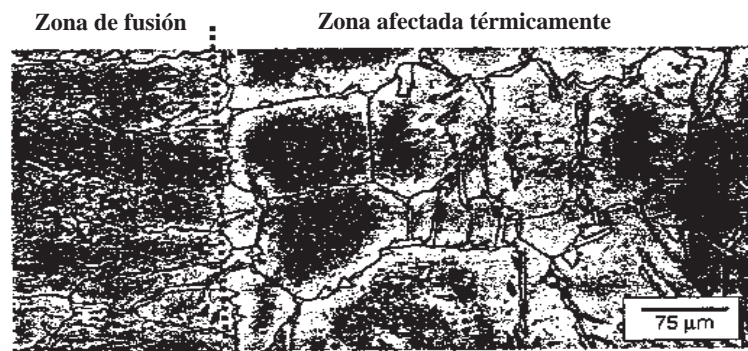 Zona de fusión
Zona afectada térmicamente
75 μm